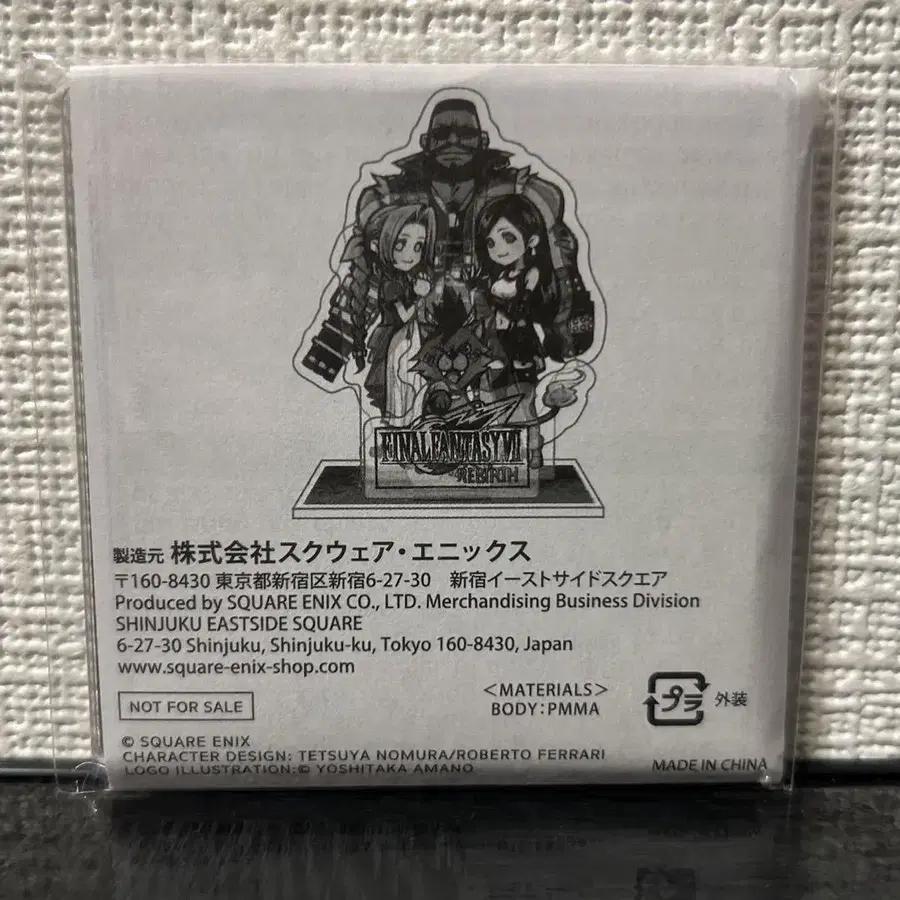 FINAL FANTASY VII
REBIRTH
製造元 株式会社スクウェア・エニックス
〒160-8430 東京都新宿区新宿6-27-30　新宿イーストサイドスクエア
Produced by SQUARE ENIX CO., LTD. Merchandising Business Division
SHINJUKU EASTSIDE SQUARE
6-27-30 Shinjuku, Shinjuku-ku, Tokyo 160-8430, Japan
www.square-enix-shop.com
NOT FOR SALE
<MATERIALS>
BODY:PMMA
プラ 外装
© SQUARE ENIX
CHARACTER DESIGN: TETSUYA NOMURA/ROBERTO FERRARI
LOGO ILLUSTRATION:© YOSHITAKA AMANO
MADE IN CHINA